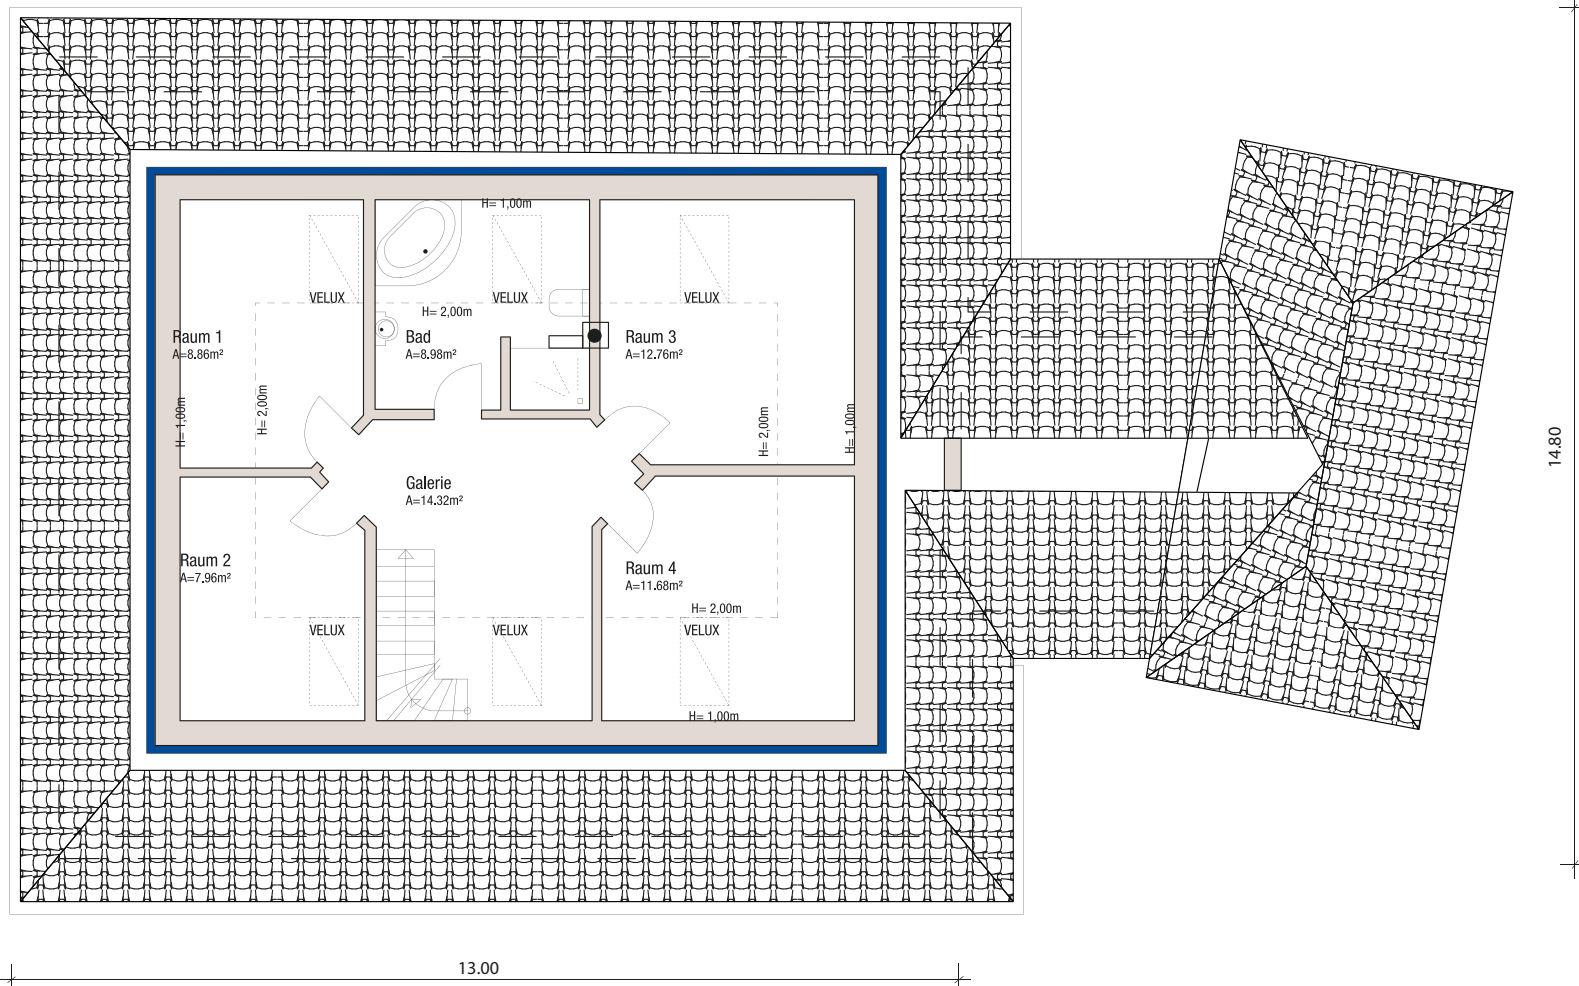 H= 1,00m
VELUX
VELUX
VELUX
H= 2,00m
Raum 1
A=8.86m²
Bad
A=8.98m²
Raum 3
A=12.76m²
H= 1,00m
H= 2,00m
H= 2,00m
H= 1,00m
14.80
Galerie
A=14.32m²
Raum 2
A=7,96m²
Raum 4
A=11.68m²
H= 2,00m
VELUX
VELUX
VELUX
H= 1,00m
13.00